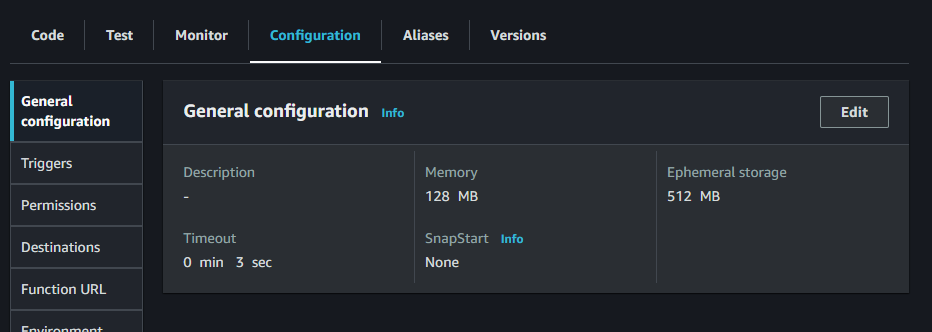 Code Test Monitor Configuration Aliases Versions
General
configuration
Triggers
Permissions
Destinations
Function URL
Environment
General configuration Info
Edit
Description
-
Memory
128 MB
Ephemeral storage
512 MB
Timeout
0 min 3 sec
SnapStart Info
None